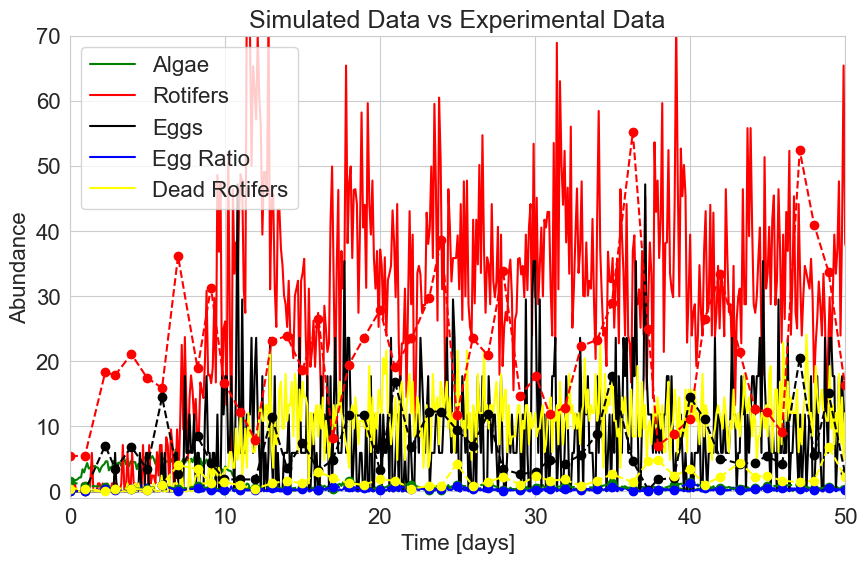 Simulated Data vs Experimental Data
70
60
50
40
30
20
10
0
Abundance
Algae
Rotifers
Eggs
Egg Ratio
Dead Rotifers
0 10 20 30 40 50
Time [days]